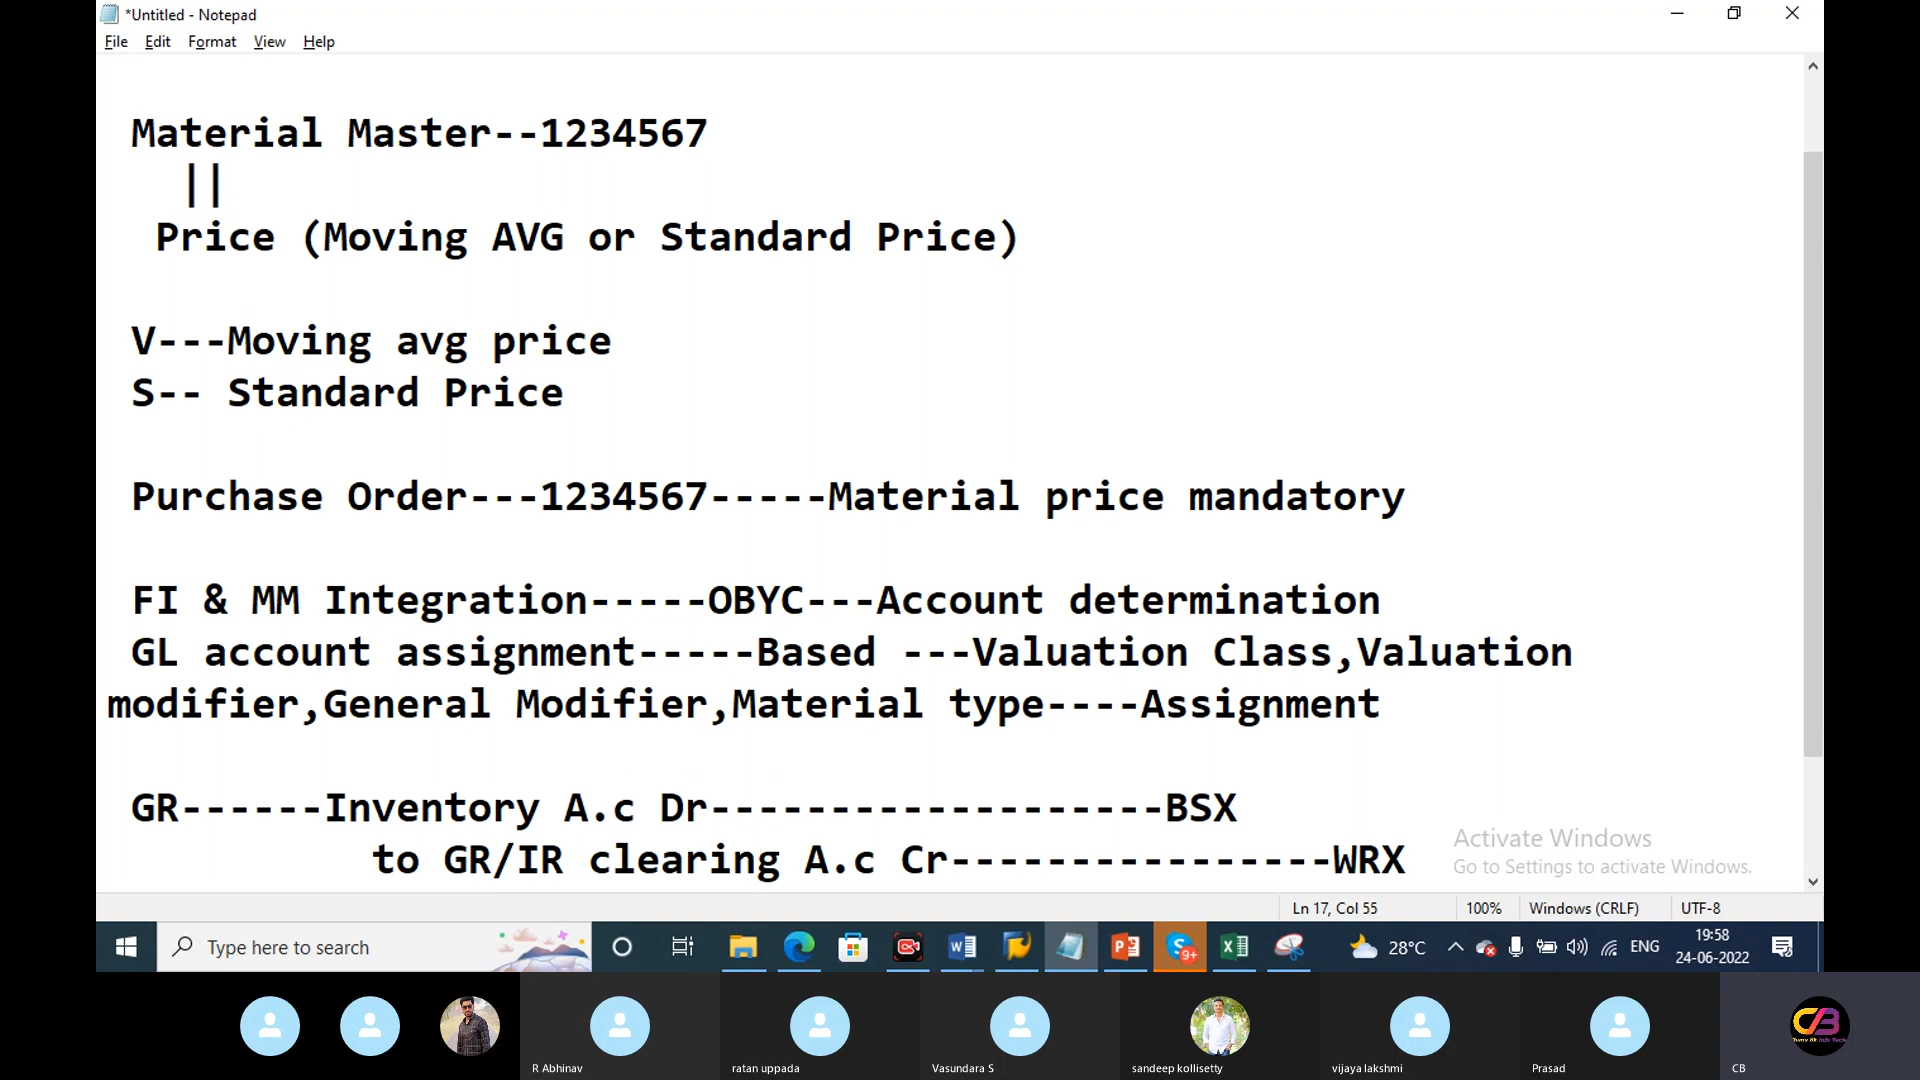 *Untitled - Notepad
File Edit Format View Help
Material Master--1234567
||
Price (Moving AVG or Standard Price)
V---Moving avg price
S-- Standard Price
Purchase Order---1234567-----Material price mandatory
FI & MM Integration-----OBYC---Account determination
GL account assignment-----Based ---Valuation Class,Valuation
modifier,General Modifier,Material type----Assignment
GR------Inventory A.c Dr-------------------BSX
to GR/IR clearing A.c Cr----------------WRX
Activate Windows
Go to Settings to activate Windows.
Ln 17, Col 55 100% Windows (CRLF) UTF-8
Type here to search 9+ 28°C ENG 19:58
24-06-2022
R Abhinav ratan uppada Vasundara S sandeep kollisetty vijaya lakshmi Prasad CB